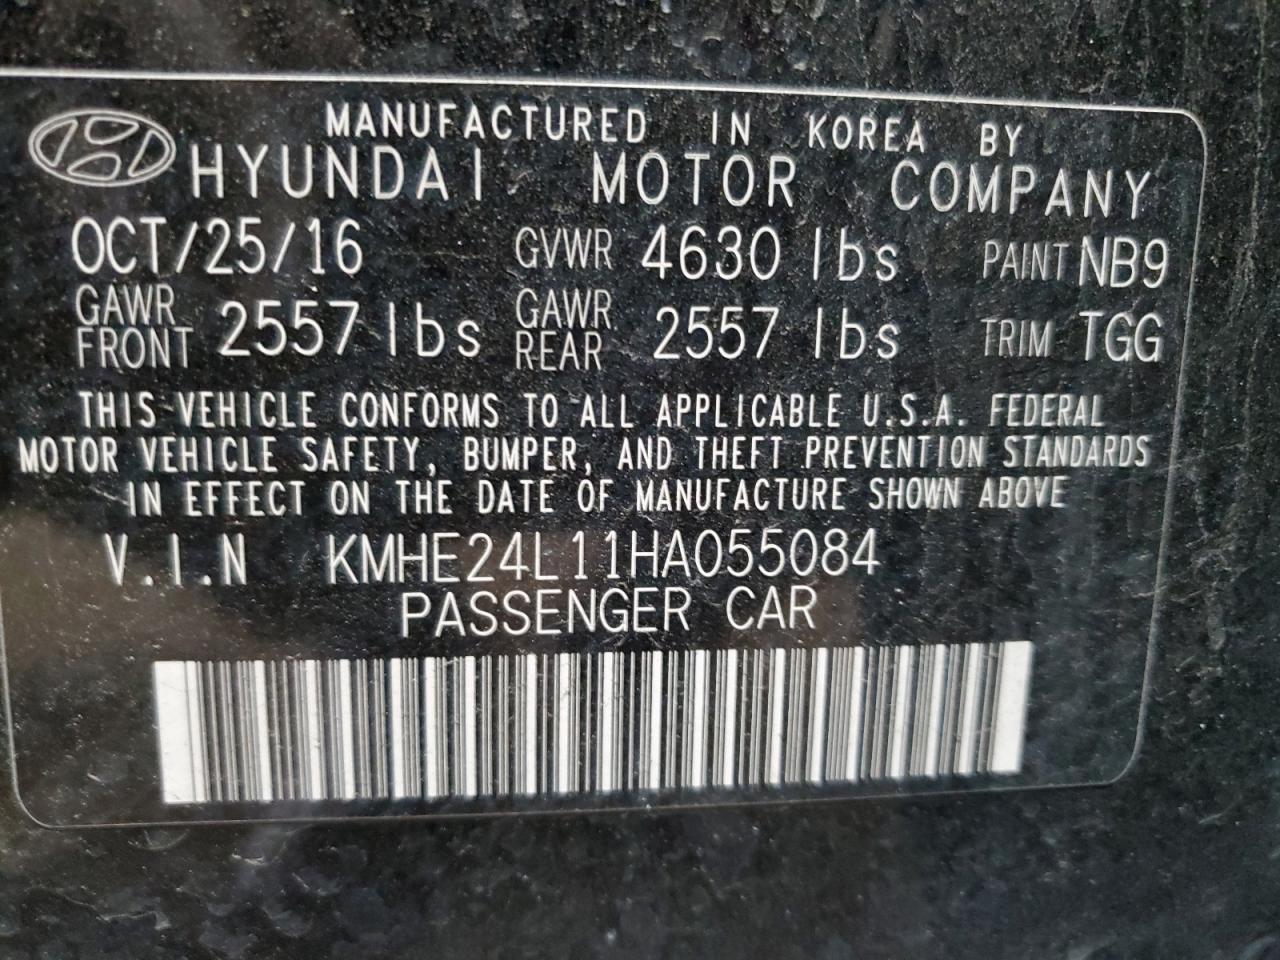 MANUFACTURED IN KOREA BY
HYUNDAI MOTOR COMPANY
OCT/25/16 GVWR 4630 lbs PAINT NB9
GAWR FRONT 2557 lbs GAWR REAR 2557 lbs TRIM TGG
THIS VEHICLE CONFORMS TO ALL APPLICABLE U.S.A. FEDERAL
MOTOR VEHICLE SAFETY, BUMPER, AND THEFT PREVENTION STANDARDS
IN EFFECT ON THE DATE OF MANUFACTURE SHOWN ABOVE
V.I.N KMHE24L11HA055084
PASSENGER CAR